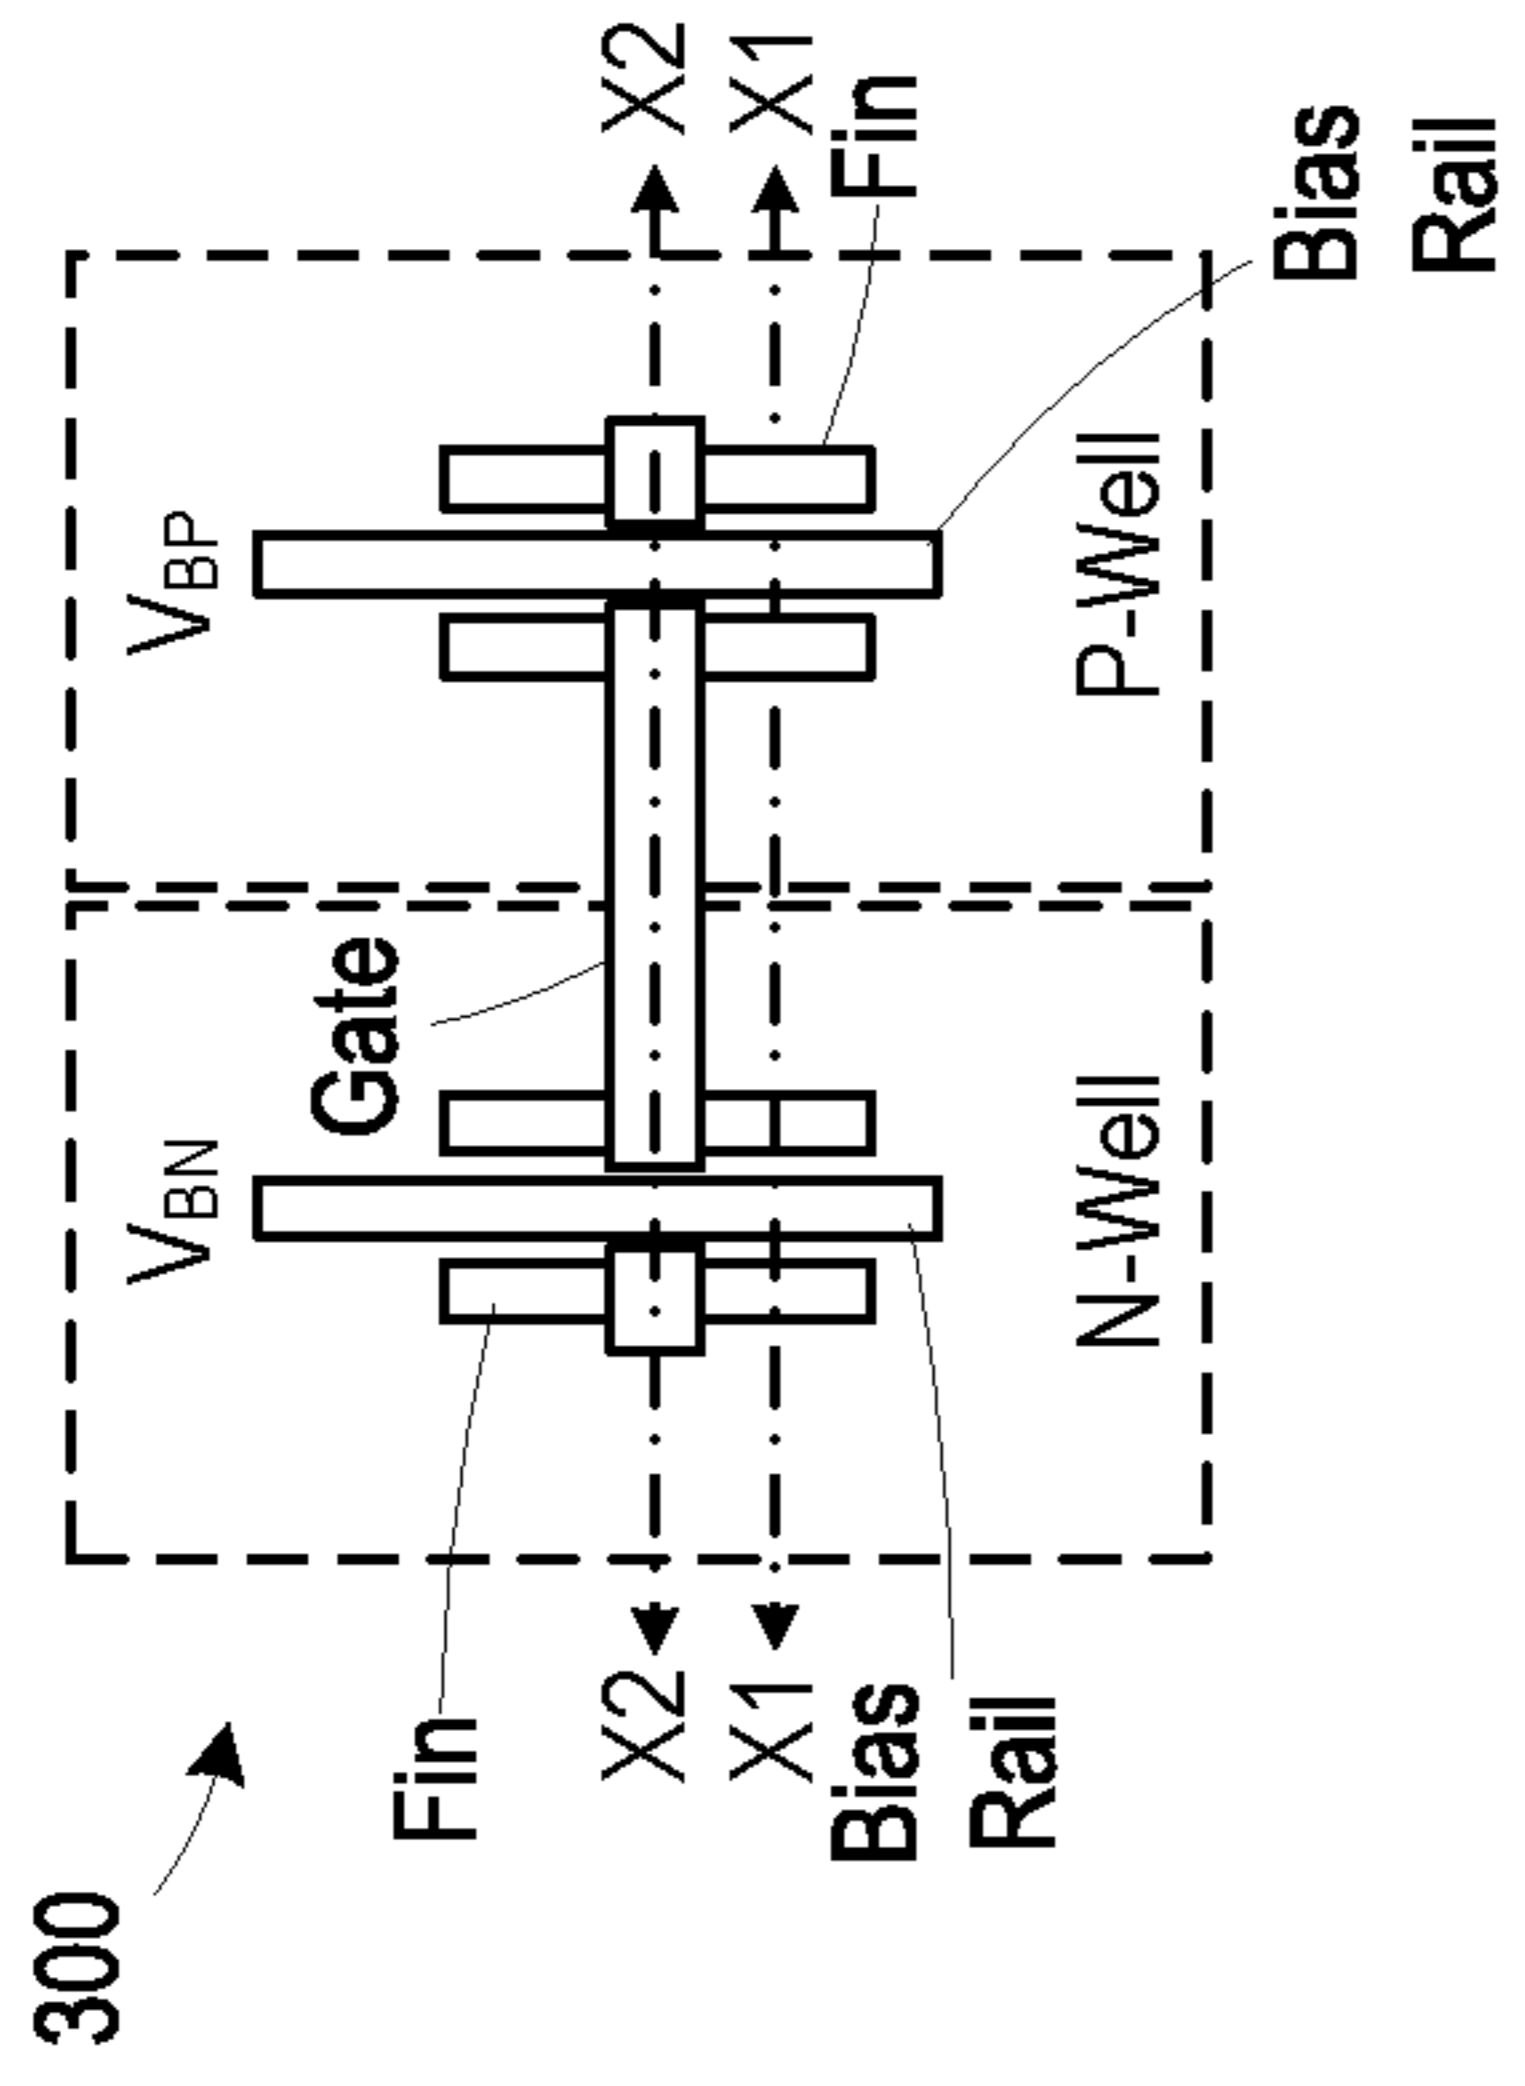 300
VBN VBP
Gate
Fin
X2 X2
X1 X1
Bias
Rail
Fin
N-Well P-Well
Bias
Rail